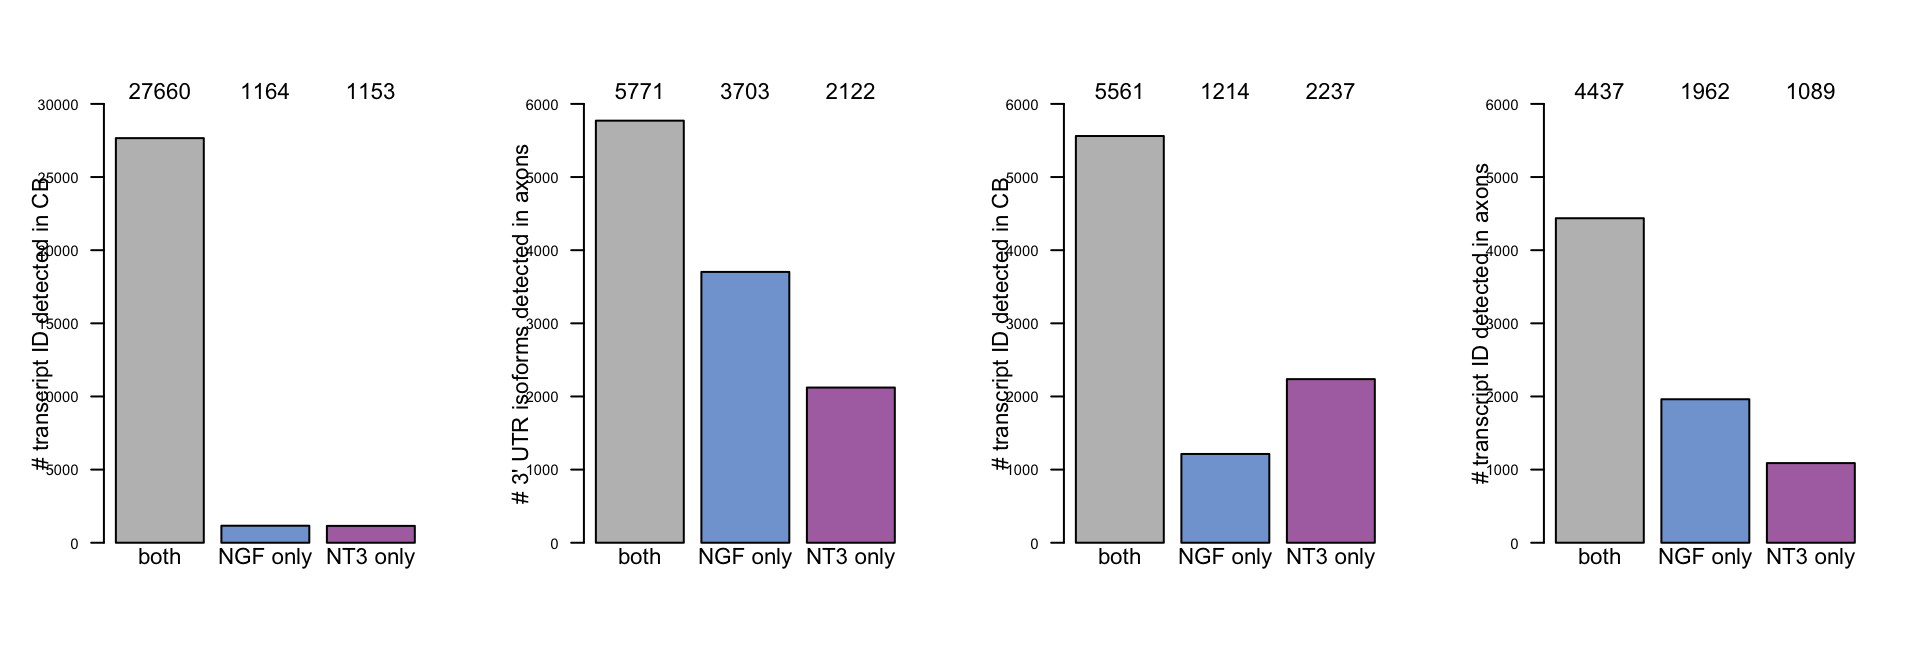 27660 1164 1153
30000
25000
20000
15000
10000
5000
0
# transcript ID detected in CB
both NGF only NT3 only
5771 3703 2122
6000
5000
4000
3000
2000
1000
0
# 3' UTR isoforms detected in axons
both NGF only NT3 only
5561 1214 2237
6000
5000
4000
3000
2000
1000
0
# transcript ID detected in CB
both NGF only NT3 only
4437 1962 1089
6000
5000
4000
3000
2000
1000
0
# transcript ID detected in axons
both NGF only NT3 only